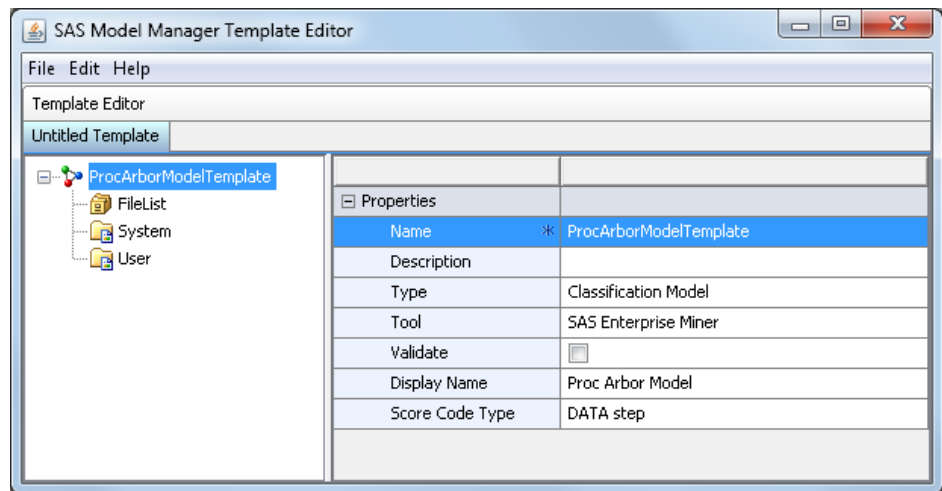 SAS Model Manager Template Editor
File Edit Help
Template Editor
Untitled Template
ProcArborModelTemplate
FileList
System
User
Properties
Name * ProcArborModelTemplate
Description
Type Classification Model
Tool SAS Enterprise Miner
Validate
Display Name Proc Arbor Model
Score Code Type DATA step